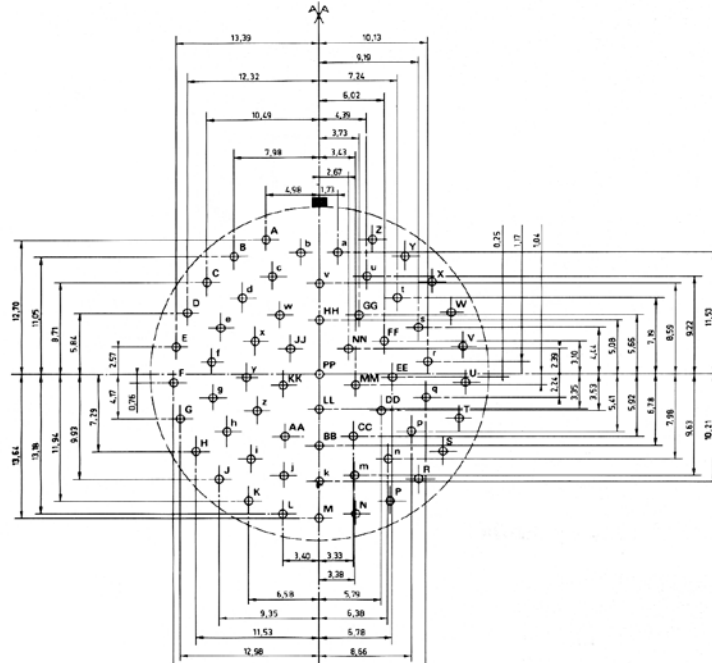 A A
13,39 10,13
9,19
12,32 7,24
6,02
10,49 4,39
3,73
7,98 3,43
2,67
4,98 1,73
0,25 1,17 1,04
A Z
B b a Y
C c v u X
d t
D w HH GG W
e s
E x JJ NN FF V
f r
F y KK PP MM EE U
g q
G z LL DD T
h AA BB CC P
H i n S
J j k m R
K P
L M N
12,70 11,05 8,71 5,84 2,57
13,64 13,18 11,94 9,93 7,29 4,17 0,76
2,39 3,10 5,08 5,66 7,19 8,59 9,22 11,53
2,24 3,35 3,53 5,41 5,92 6,78 7,98 9,63 10,21
3,40 3,33
3,38
6,58 5,79
9,35 6,38
11,53 6,78
12,98 8,66